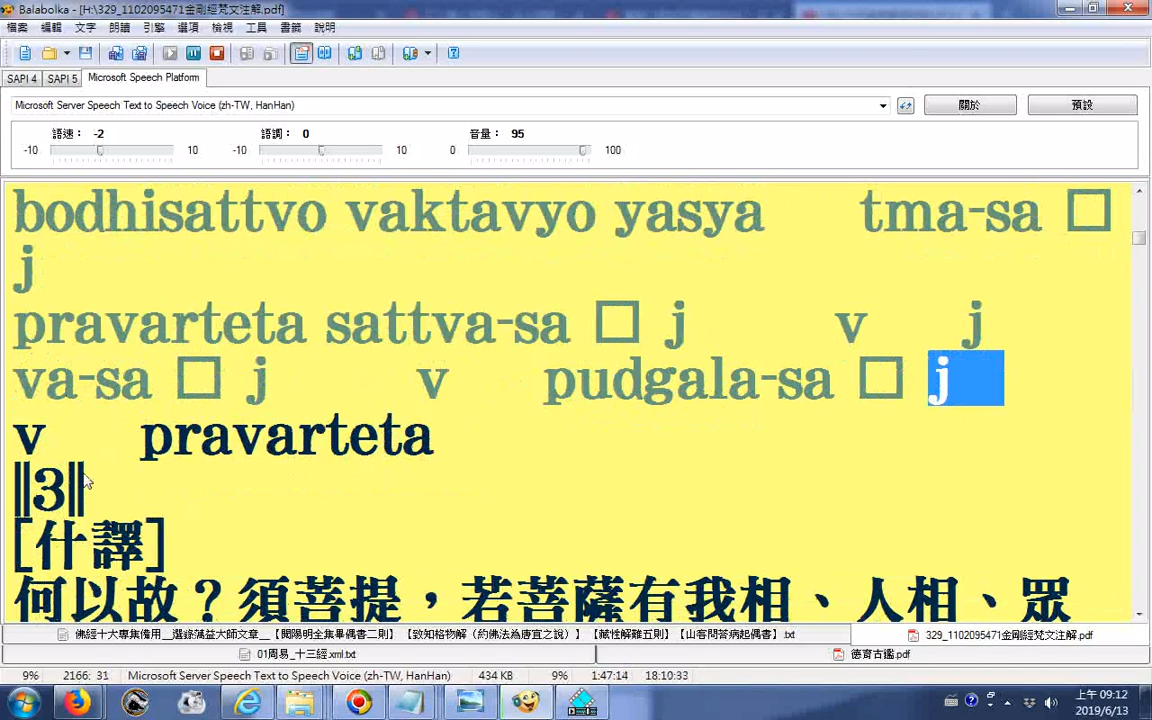 Balabolka - [H:\329_1102095471金剛經梵文注解.pdf]
檔案 編輯 文字 朗讀 引擎 選項 檢視 工具 書籤 說明
SAPI 4 SAPI 5 Microsoft Speech Platform
Microsoft Server Speech Text to Speech Voice (zh-TW, HanHan) 關於 預設
語速： -2 語調： 0 音量： 95
-10 10 -10 10 0 100
bodhisattvo vaktavyo yasya tma-sa □
j
pravarteta sattva-sa □ j v j
va-sa □ j v pudgala-sa □ j
v pravarteta
‖3‖
[什譯]
何以故？須菩提，若菩薩有我相、人相、眾
佛經十大專集備用__選錄蕅益大師文章__【閱陽明全集畢偶書二則】【致知格物解（約佛法為唐宜之說）】【藏性解難五則】【山客問答病起偶書】.txt 329_1102095471金剛經梵文注解.pdf
01周易_十三經.xml.txt 德育古鑑.pdf
9% 2166: 31 Microsoft Server Speech Text to Speech Voice (zh-TW, HanHan) 434 KB 9% 1:47:14 18:10:33
上午 09:12
2019/6/13